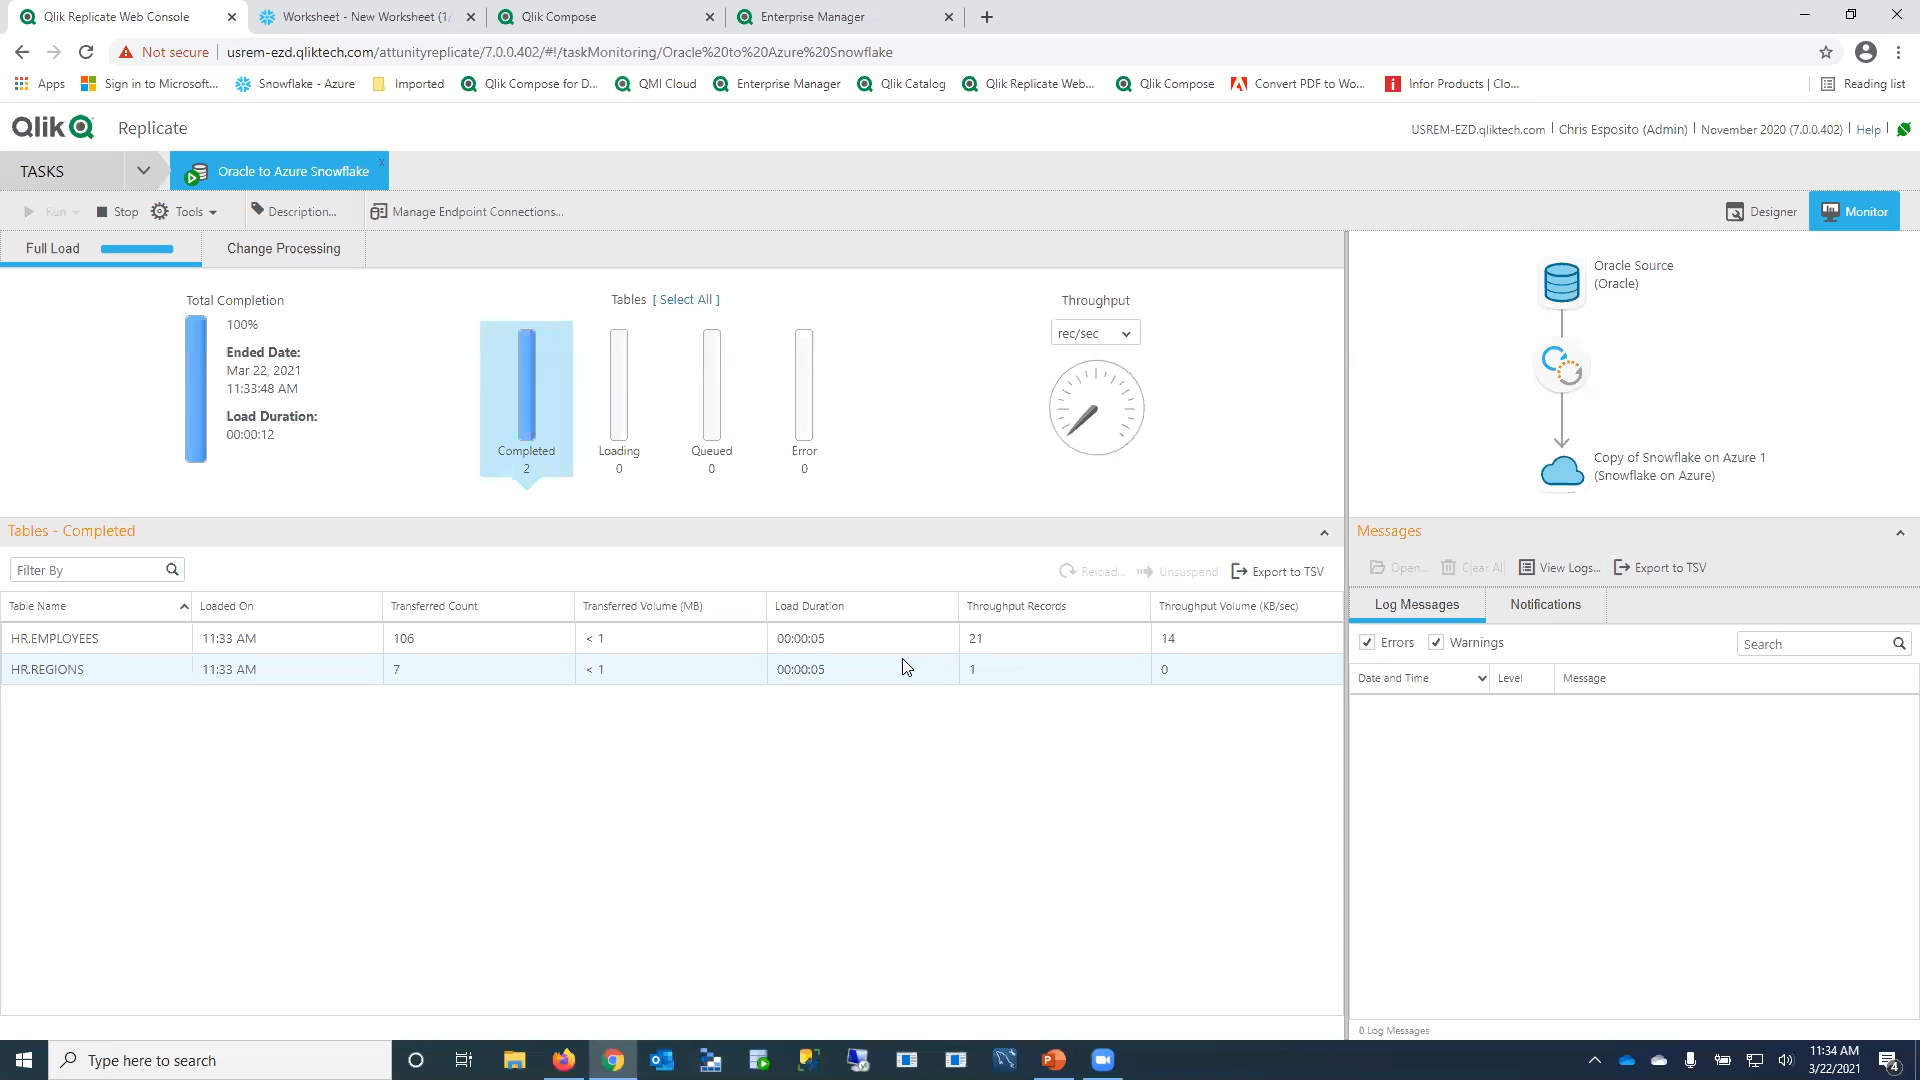 Qlik Replicate Web Console
Worksheet - New Worksheet (1/
Qlik Compose
Enterprise Manager
Not secure
usrem-ezd.qliktech.com/attunityreplicate/7.0.0.402/#!/taskMonitoring/Oracle%20to%20Azure%20Snowflake
Apps
Sign in to Microsoft...
Snowflake - Azure
Imported
Qlik Compose for D...
QMI Cloud
Enterprise Manager
Qlik Catalog
Qlik Replicate Web...
Qlik Compose
Convert PDF to Wo...
Infor Products | Clo...
Reading list
Qlik
Replicate
USREM-EZD.qliktech.com
Chris Esposito (Admin)
November 2020 (7.0.0.402)
Help
TASKS
Oracle to Azure Snowflake
x
Run
Stop
Tools
Description...
Manage Endpoint Connections...
Designer
Monitor
Full Load
Change Processing
Total Completion
100%
Ended Date:
Mar 22, 2021
11:33:48 AM
Load Duration:
00:00:12
Tables [ Select All ]
Completed
2
Loading
0
Queued
0
Error
0
Throughput
rec/sec
Oracle Source
(Oracle)
Copy of Snowflake on Azure 1
(Snowflake on Azure)
Tables - Completed
Filter By
Reload...
Unsuspend
Export to TSV
Table Name Loaded On Transferred Count Transferred Volume (MB) Load Duration Throughput Records Throughput Volume (KB/sec)
HR.EMPLOYEES 11:33 AM 106 < 1 00:00:05 21 14
HR.REGIONS 11:33 AM 7 < 1 00:00:05 1 0
Messages
Open...
Clear All
View Logs...
Export to TSV
Log Messages
Notifications
Errors
Warnings
Search
Date and Time Level Message
0 Log Messages
Type here to search
11:34 AM
3/22/2021
4